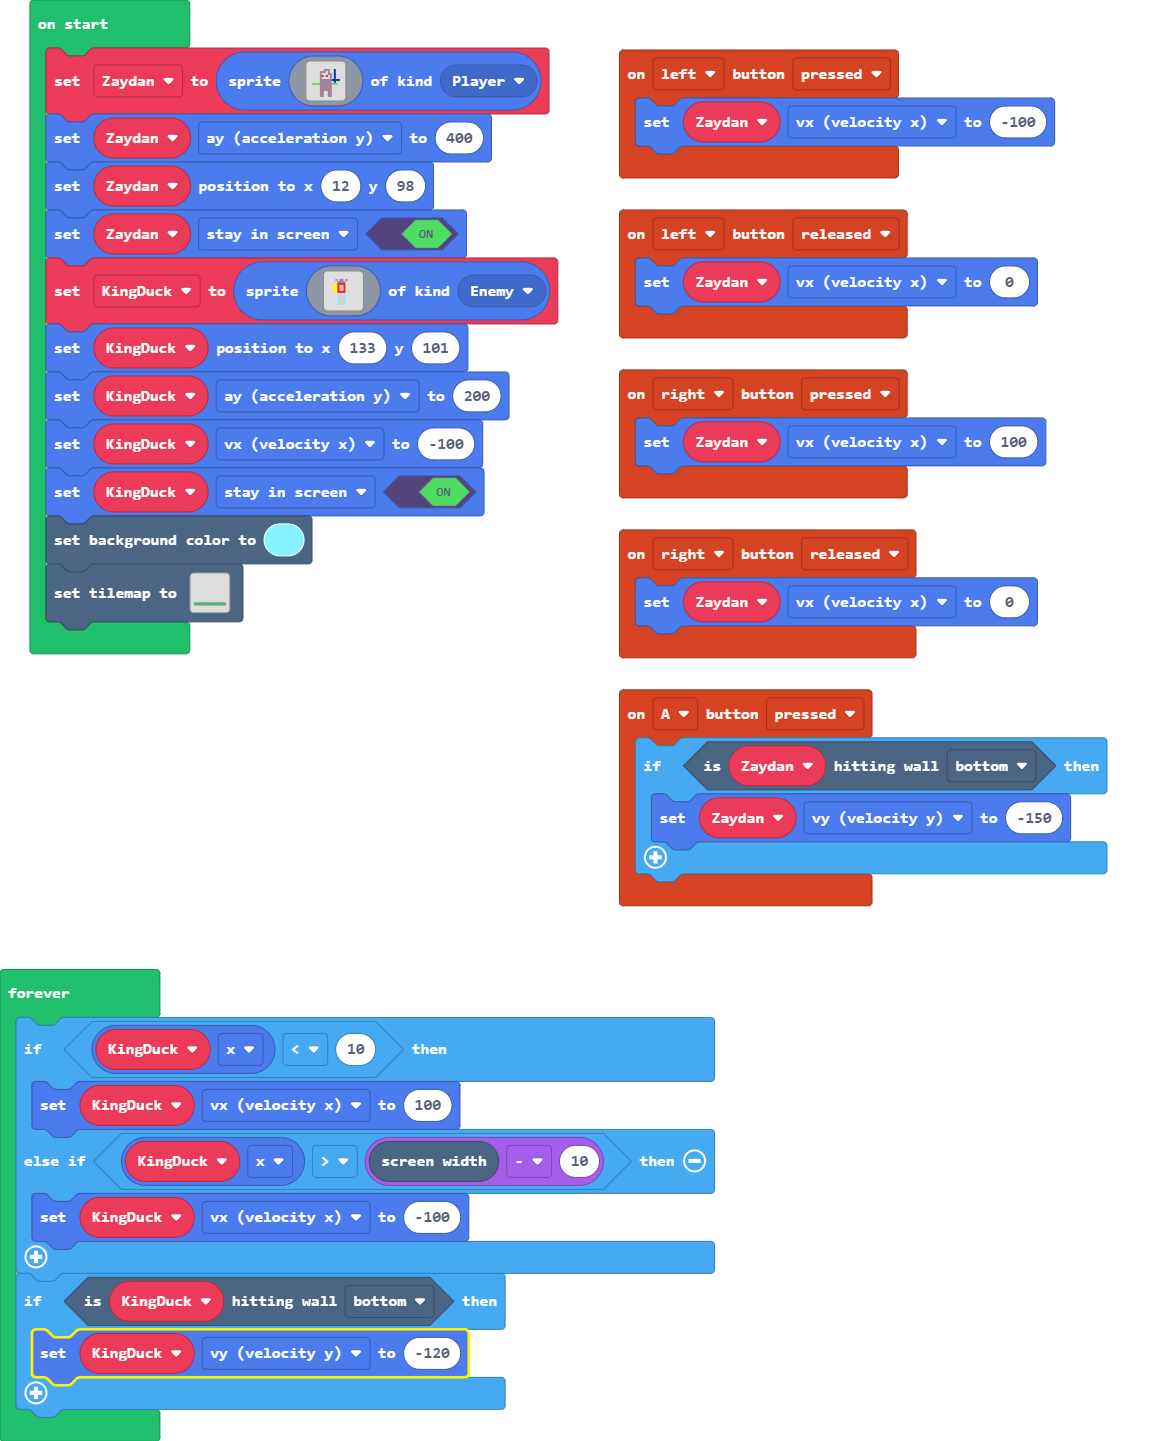 on start
set Zaydan to sprite of kind Player
set Zaydan ay (acceleration y) to 400
set Zaydan position to x 12 y 98
set Zaydan stay in screen ON
set KingDuck to sprite of kind Enemy
set KingDuck position to x 133 y 101
set KingDuck ay (acceleration y) to 200
set KingDuck vx (velocity x) to -100
set KingDuck stay in screen ON
set background color to
set tilemap to
on left button pressed
set Zaydan vx (velocity x) to -100
on left button released
set Zaydan vx (velocity x) to 0
on right button pressed
set Zaydan vx (velocity x) to 100
on right button released
set Zaydan vx (velocity x) to 0
on A button pressed
if is Zaydan hitting wall bottom then
set Zaydan vy (velocity y) to -150
forever
if KingDuck x < 10 then
set KingDuck vx (velocity x) to 100
else if KingDuck x > screen width - 10 then
set KingDuck vx (velocity x) to -100
if is KingDuck hitting wall bottom then
set KingDuck vy (velocity y) to -120